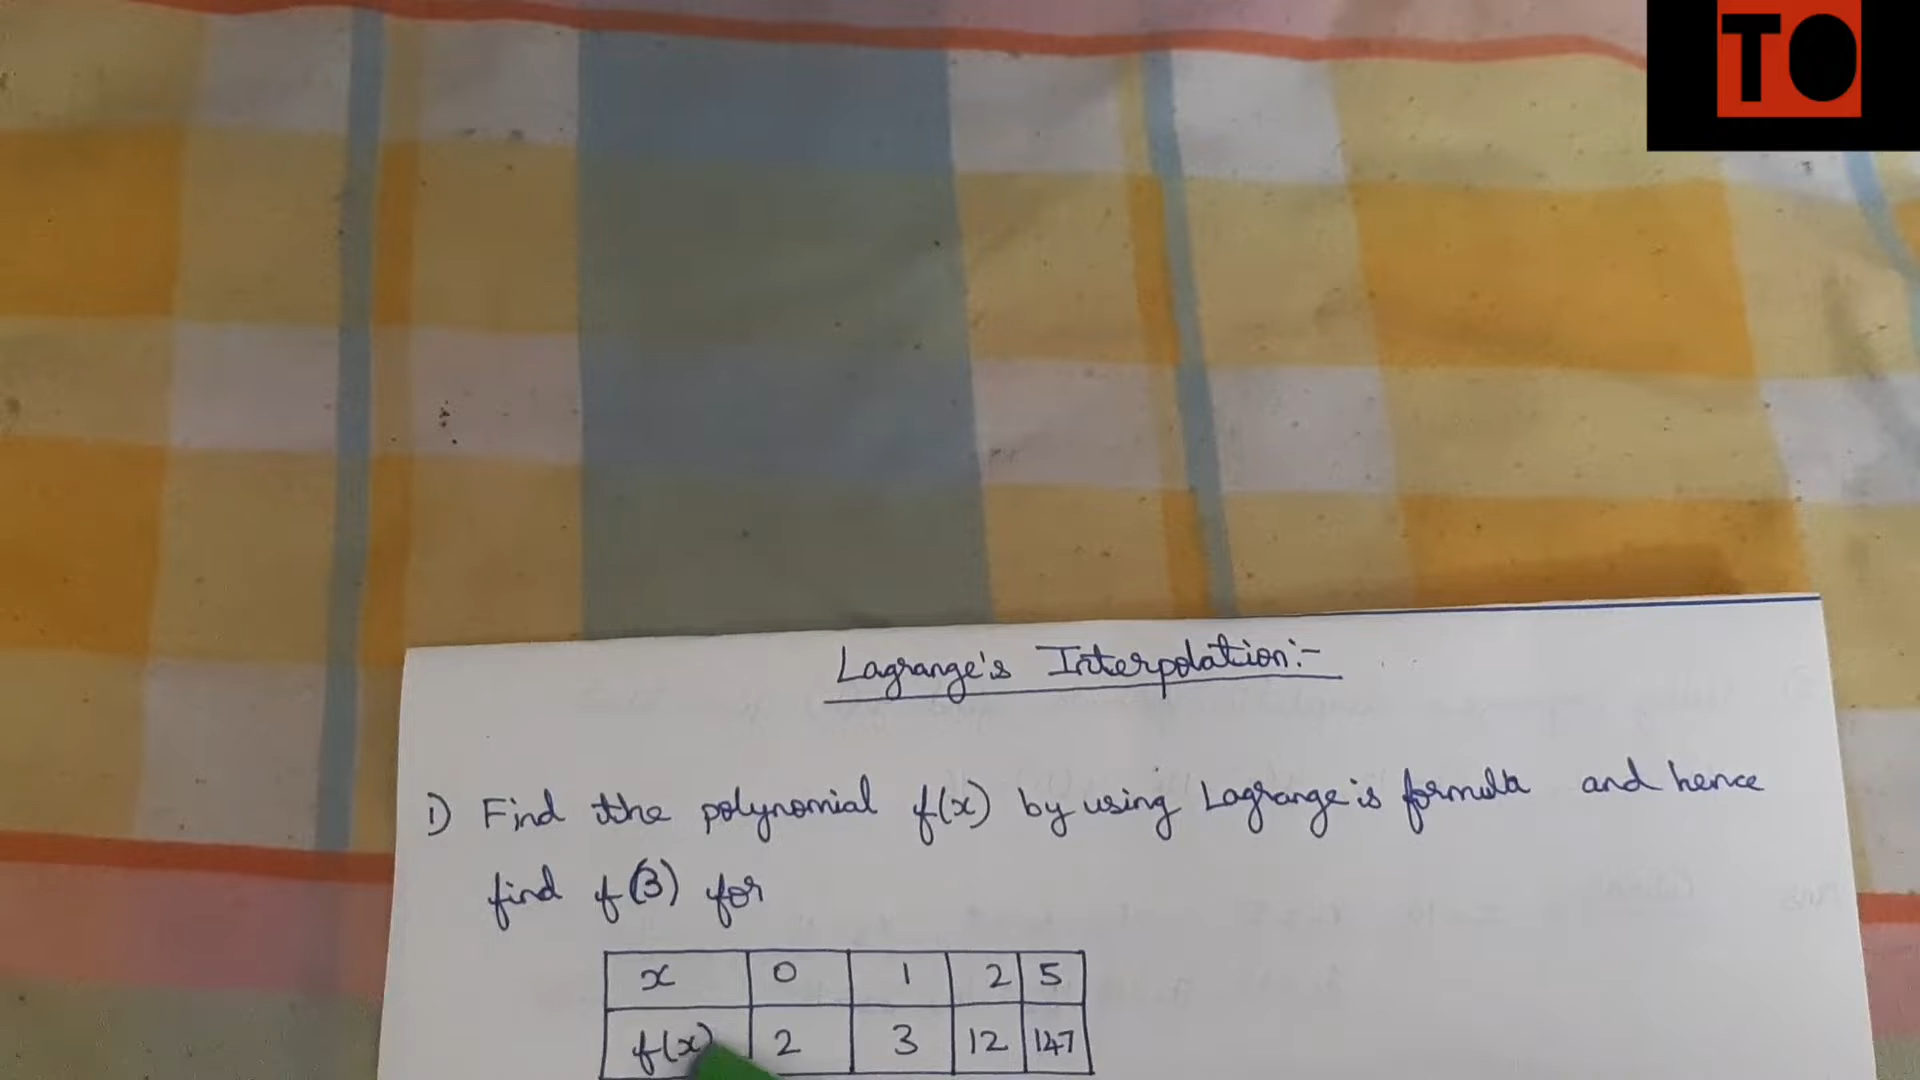 TO
Lagrange's Interpolation:-
1) Find the polynomial f(x) by using Lagrange's formula and hence
find f(3) for
x 0 1 2 5
f(x) 2 3 12 147